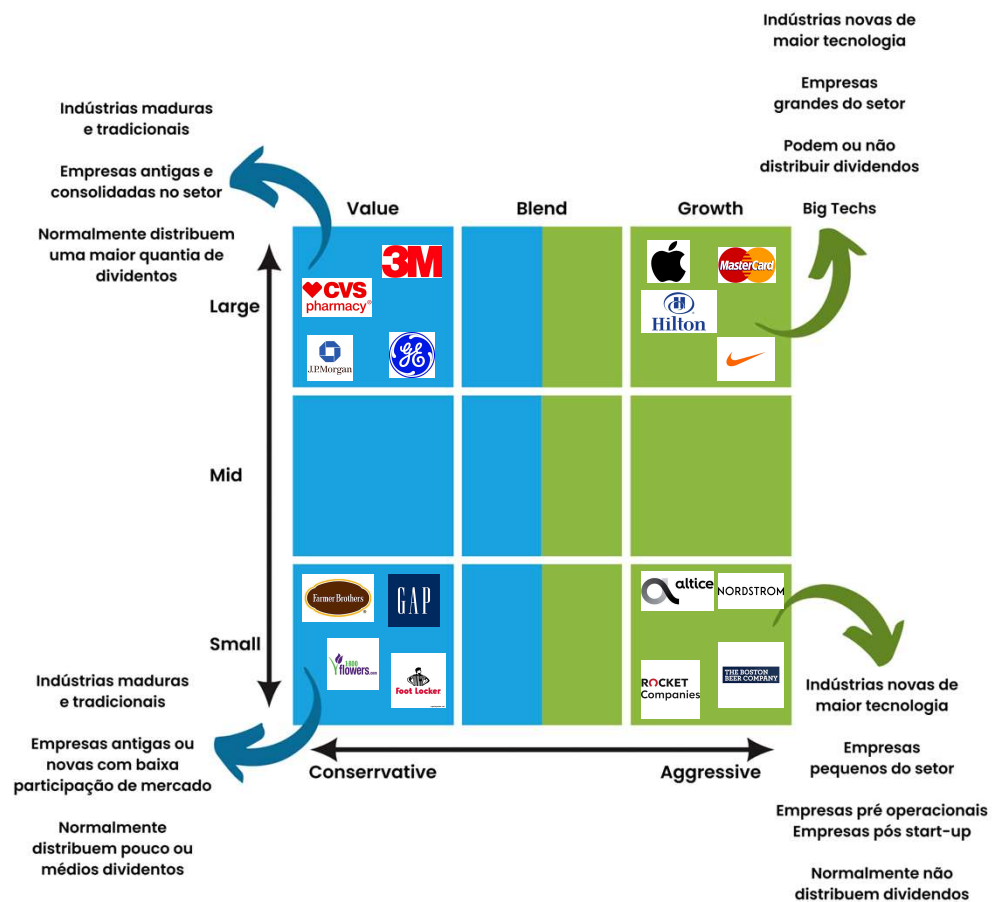 Indústrias novas de
maior tecnologia
Empresas
grandes do setor
Podem ou não
distribuir dividendos
Big Techs
Indústrias maduras
e tradicionais
Empresas antigas e
consolidadas no setor
Normalmente distribuem
uma maior quantia de
dividentos
Value
Blend
Growth
Large
3M
CVS
pharmacy®
J.P.Morgan
GE
MasterCard
Hilton
Mid
Small
Farmer Brothers
GAP
1800
flowers.com
Foot Locker
altice
NORDSTROM
ROCKET
Companies
THE BOSTON
BEER COMPANY
Conserrvative
Aggressive
Indústrias maduras
e tradicionais
Empresas antigas ou
novas com baixa
participação de mercado
Normalmente
distribuem pouco ou
médios dividentos
Indústrias novas de
maior tecnologia
Empresas
pequenos do setor
Empresas pré operacionais
Empresas pós start-up
Normalmente não
distribuem dividendos